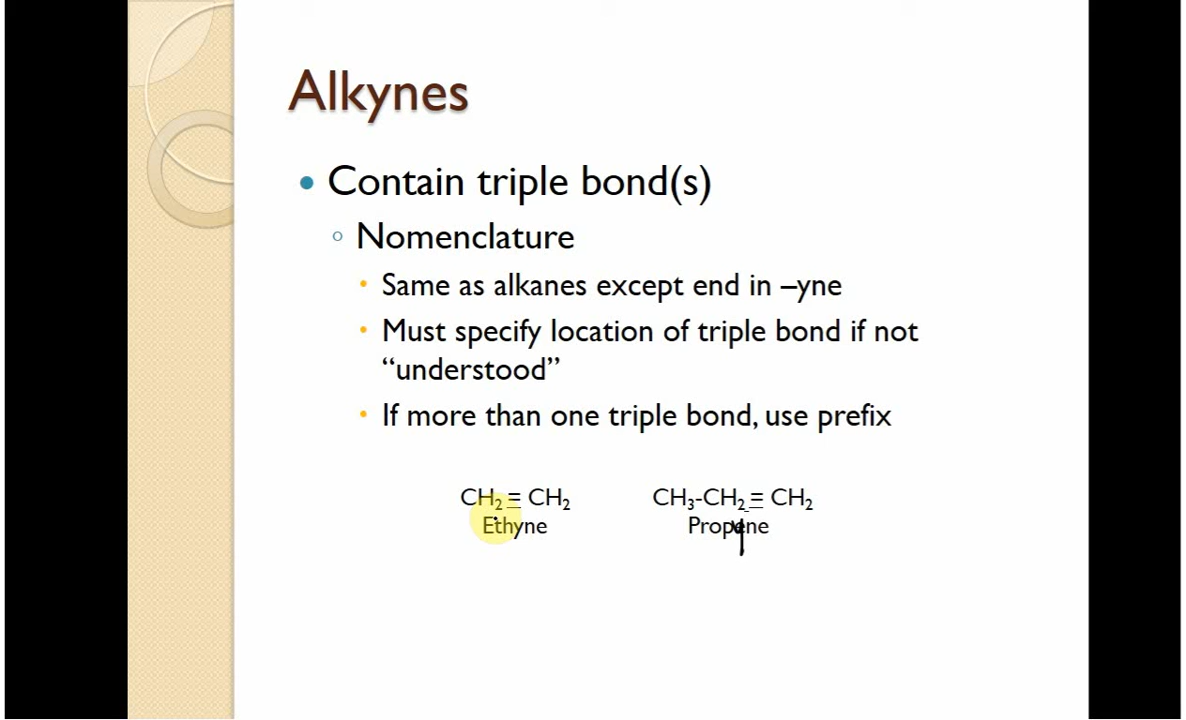 Alkynes
Contain triple bond(s)
Nomenclature
Same as alkanes except end in –yne
Must specify location of triple bond if not
“understood”
If more than one triple bond, use prefix
CH₂ ≡ CH₂ CH₃-CH₂ ≡ CH₂
Ethyne Propyne